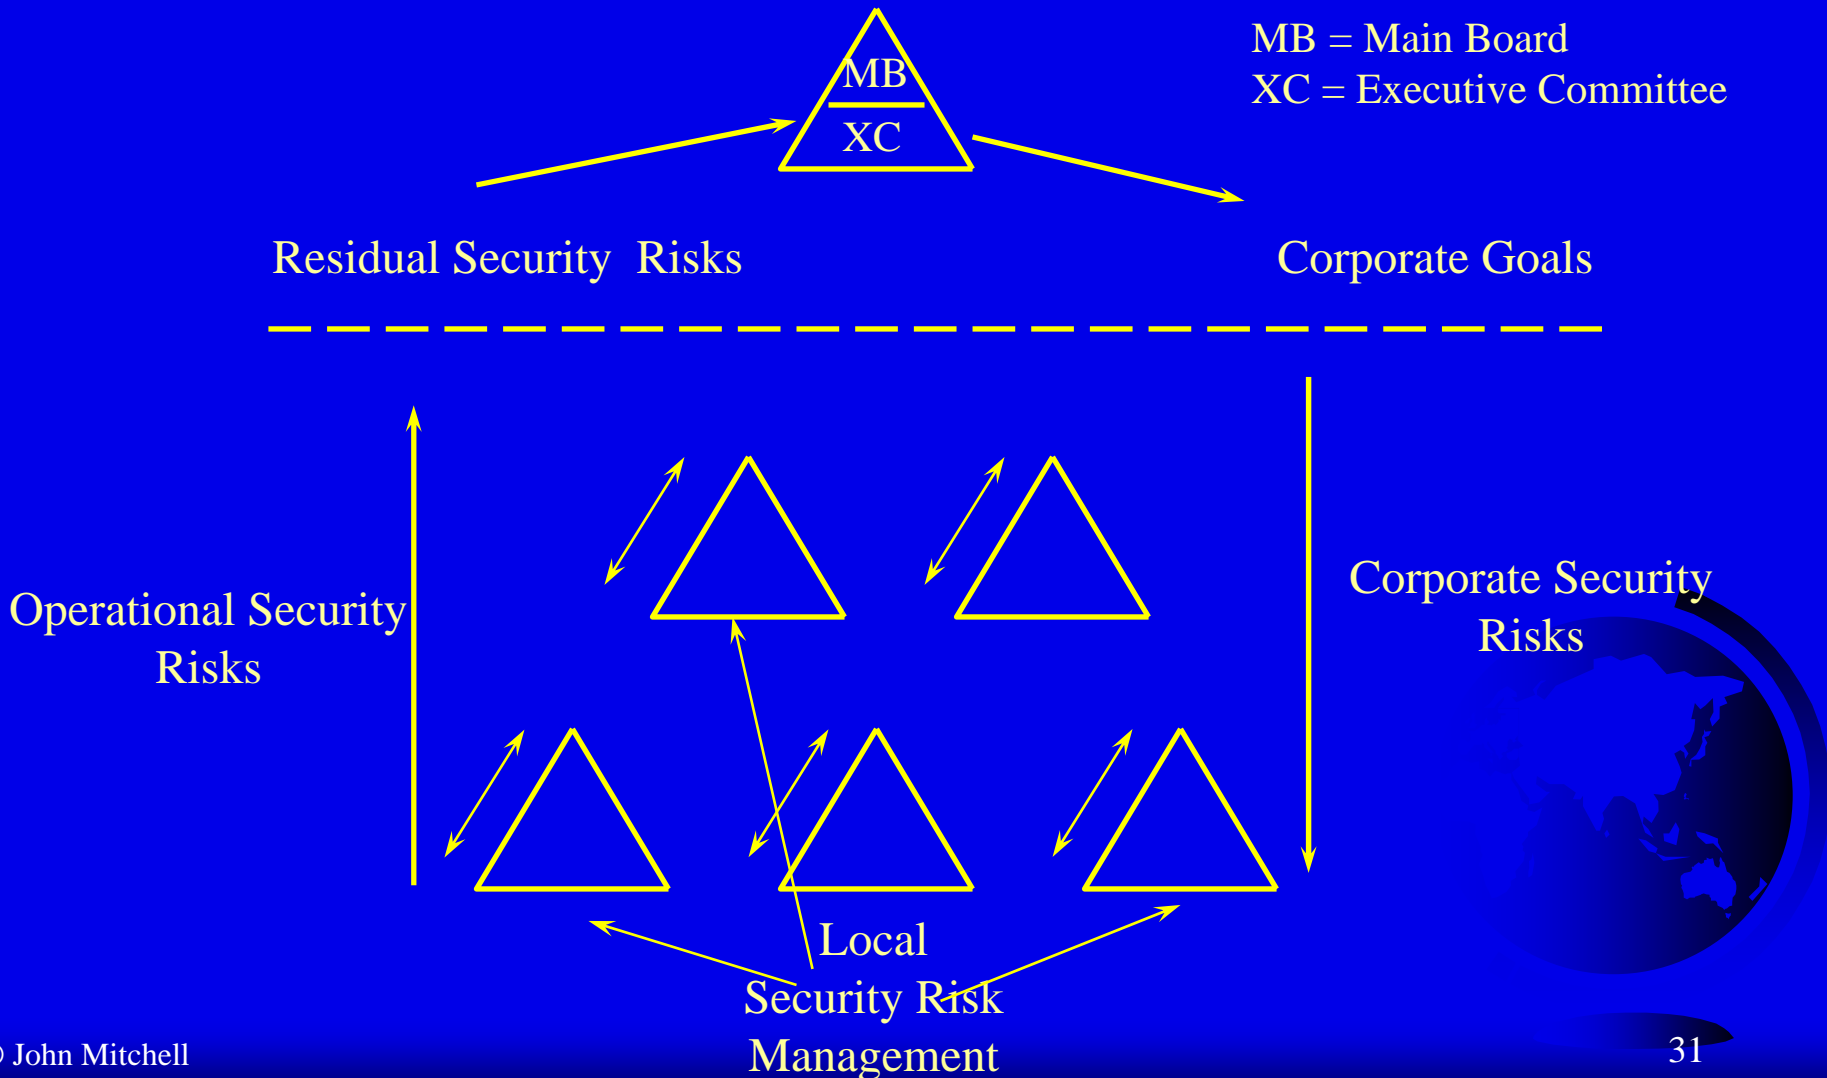 MB = Main Board
XC = Executive Committee
MB
XC
Residual Security Risks
Corporate Goals
Operational Security
Risks
Corporate Security
Risks
Local
Security Risk
Management
© John Mitchell
31